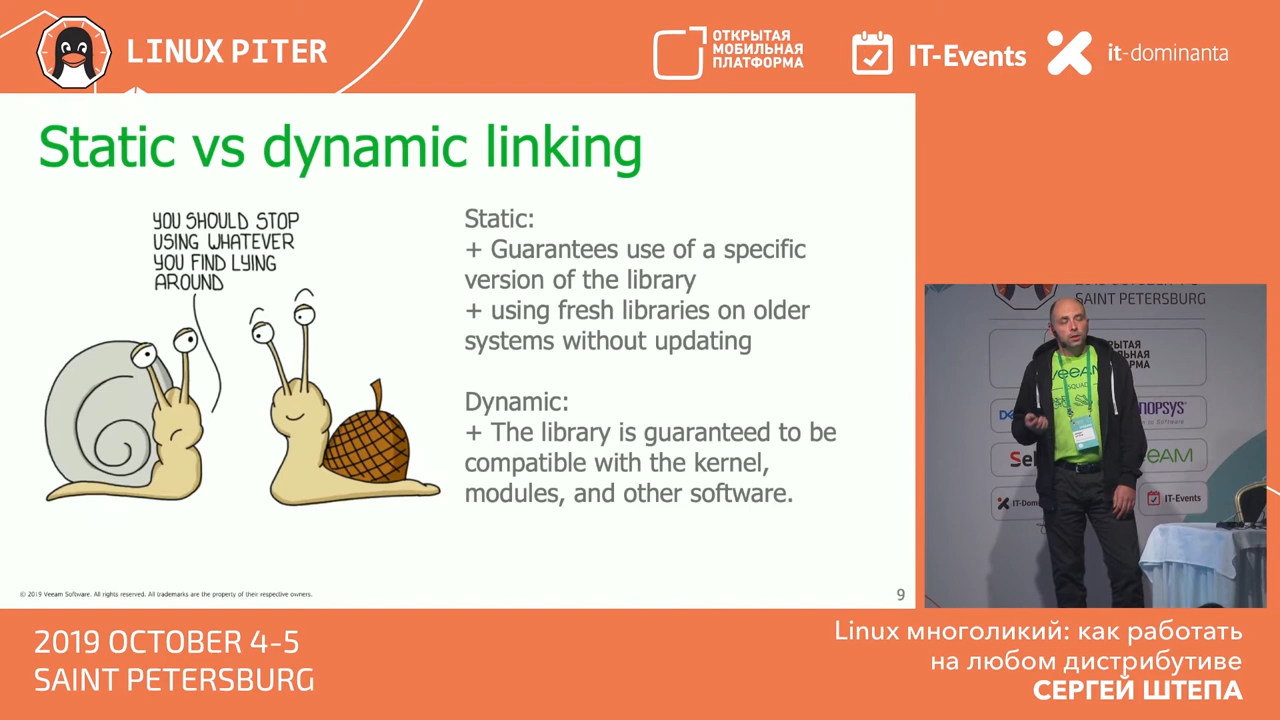 LINUX PITER
ОТКРЫТАЯ
МОБИЛЬНАЯ
ПЛАТФОРМА
IT-Events
it-dominanta
Static vs dynamic linking
YOU SHOULD STOP
USING WHATEVER
YOU FIND LYING
AROUND
Static:
+ Guarantees use of a specific
version of the library
+ using fresh libraries on older
systems without updating
Dynamic:
+ The library is guaranteed to be
compatible with the kernel,
modules, and other software.
© 2019 Veeam Software. All rights reserved. All trademarks are the property of their respective owners.
9
SAINT PETERSBURG
IT-Events
2019 OCTOBER 4-5
SAINT PETERSBURG
Linux многоликий: как работать
на любом дистрибутиве
СЕРГЕЙ ШТЕПА